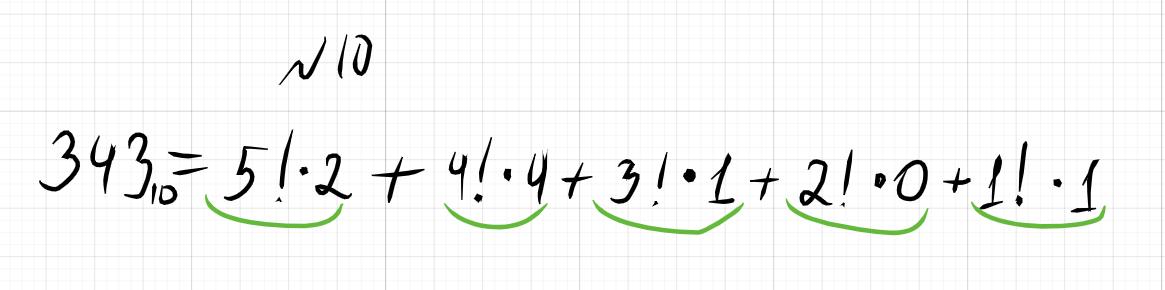 №10
343₁₀ = 5!·2 + 4!·4 + 3!·1 + 2!·0 + 1!·1